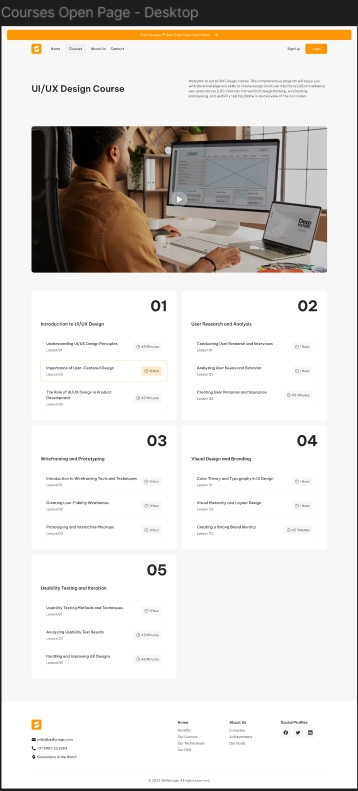 Courses Open Page - Desktop
Free Courses 🌟 Sale Ends Soon, Get It Now →
Home Courses About Us Contact Sign Up Login
UI/UX Design Course
Welcome to our UI/UX Design course! This comprehensive program will equip you
with the knowledge and skills to create exceptional user interfaces (UI) and enhance
user experiences (UX). Dive into the world of design thinking, wireframing,
prototyping, and usability testing. Below is an overview of the curriculum
01
Introduction to UI/UX Design
Understanding UI/UX Design Principles
Lesson 01
45 Minutes
Importance of User-Centered Design
Lesson 02
1 Hour
The Role of UI/UX Design in Product
Development
Lesson 03
45 Minutes
02
User Research and Analysis
Conducting User Research and Interviews
Lesson 01
1 Hour
Analyzing User Needs and Behavior
Lesson 02
1 Hour
Creating User Personas and Scenarios
Lesson 03
45 Minutes
03
Wireframing and Prototyping
Introduction to Wireframing Tools and Techniques
Lesson 01
1 Hour
Creating Low-Fidelity Wireframes
Lesson 02
1 Hour
Prototyping and Interactive Mockups
Lesson 03
1 Hour
04
Visual Design and Branding
Color Theory and Typography in UI Design
Lesson 01
1 Hour
Visual Hierarchy and Layout Design
Lesson 02
1 Hour
Creating a Strong Brand Identity
Lesson 03
45 Minutes
05
Usability Testing and Iteration
Usability Testing Methods and Techniques
Lesson 01
1 Hour
Analyzing Usability Test Results
Lesson 02
45 Minutes
Iterating and Improving UX Designs
Lesson 03
45 Minutes
hello@skillbridge.com
Somewhere in the World
Home
Benefits
Our Courses
Our Testimonials
Our FAQ
About Us
Company
Achievements
Our Goals
Social Profiles
© 2023 Skillbridge. All rights reserved.